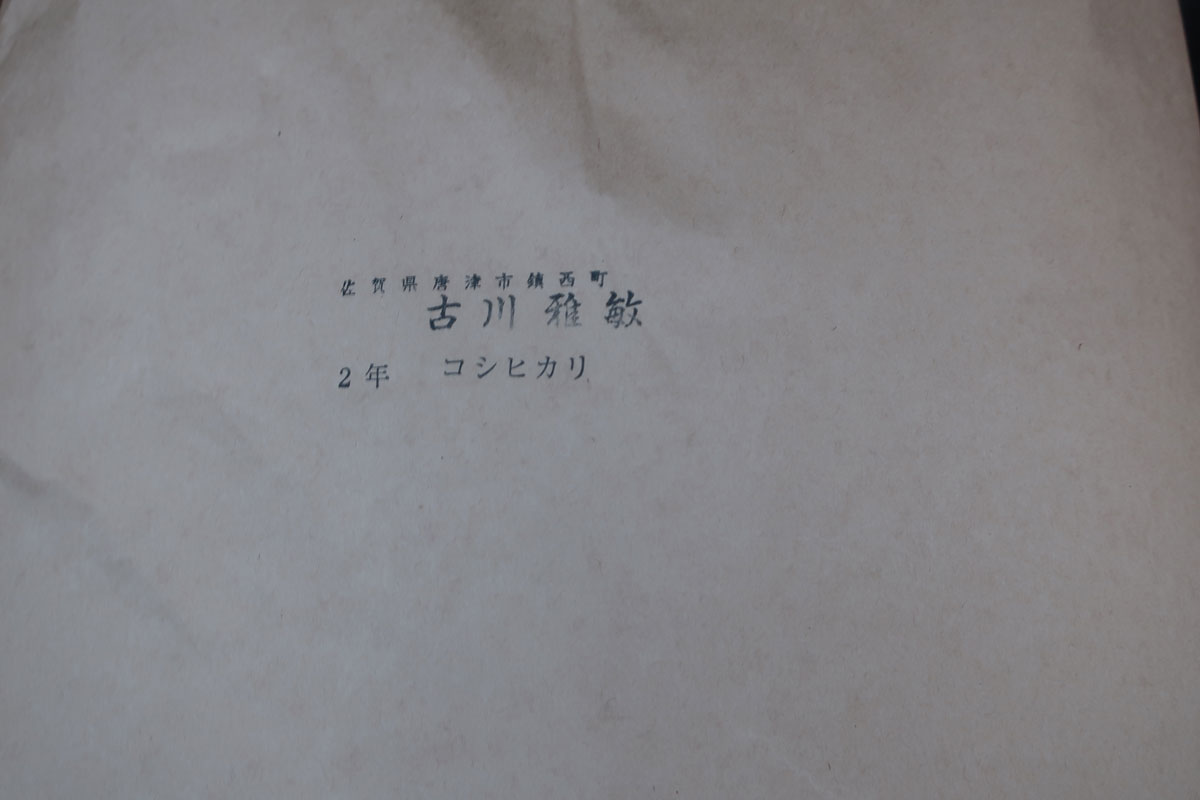 佐賀県唐津市鎮西町
古川雅敏
2年 コシヒカリ